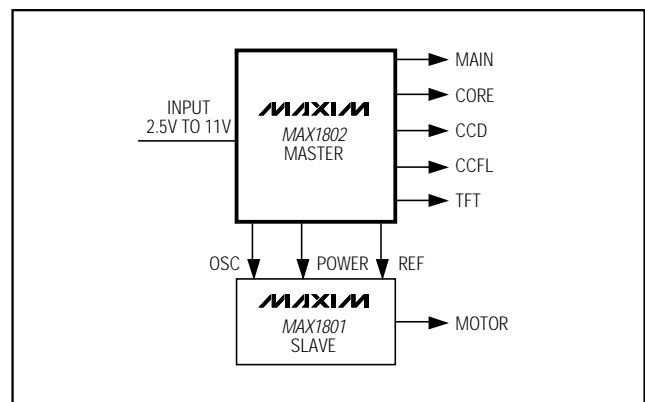 INPUT
2.5V TO 11V
MAXIM
MAX1802
MASTER
MAIN
CORE
CCD
CCFL
TFT
OSC
POWER
REF
MAXIM
MAX1801
SLAVE
MOTOR